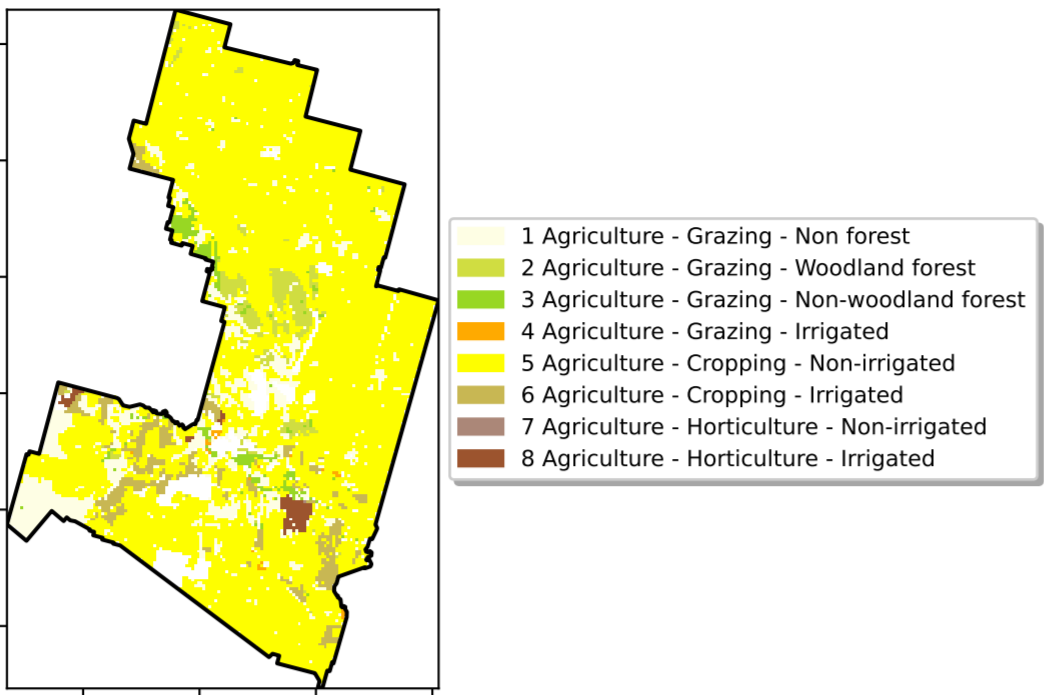 1 Agriculture - Grazing - Non forest
2 Agriculture - Grazing - Woodland forest
3 Agriculture - Grazing - Non-woodland forest
4 Agriculture - Grazing - Irrigated
5 Agriculture - Cropping - Non-irrigated
6 Agriculture - Cropping - Irrigated
7 Agriculture - Horticulture - Non-irrigated
8 Agriculture - Horticulture - Irrigated